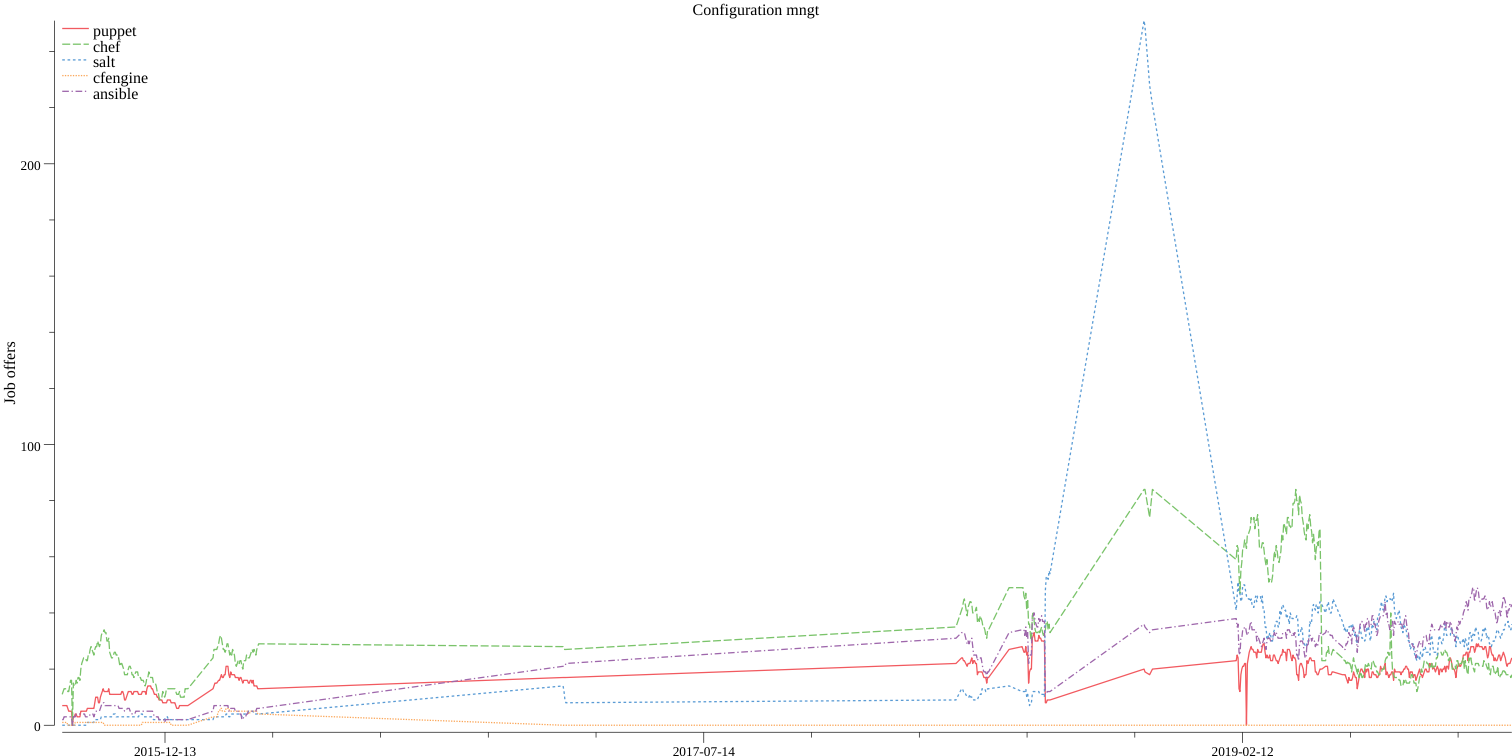 Configuration mngt
puppet
chef
salt
cfengine
ansible
200
100
0
Job offers
2015-12-13
2017-07-14
2019-02-12